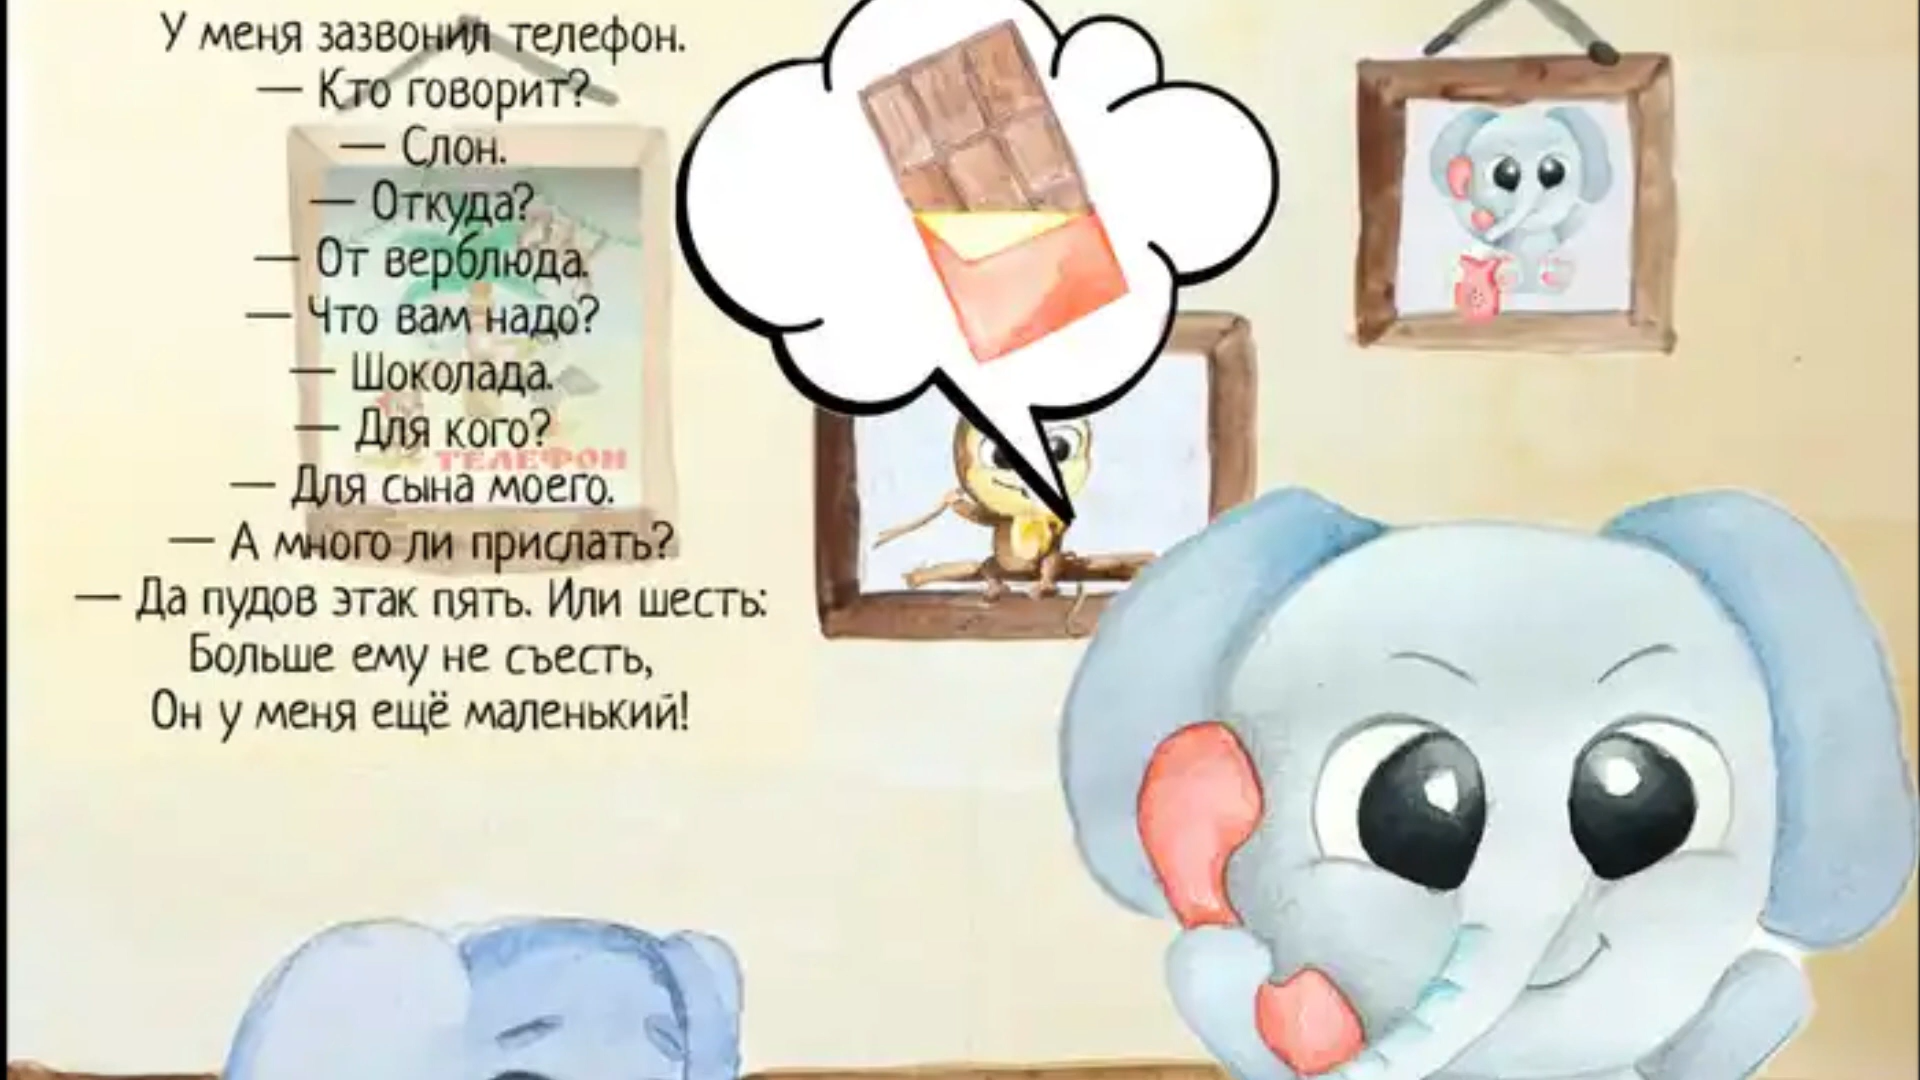 У меня зазвонил телефон.
— Кто говорит?
— Слон.
— Откуда?
— От верблюда.
— Что вам надо?
— Шоколада.
— Для кого?
ТЕЛЕФОН
— Для сына моего.
— А много ли прислать?
— Да пудов этак пять. Или шесть:
Больше ему не съесть,
Он у меня ещё маленький!